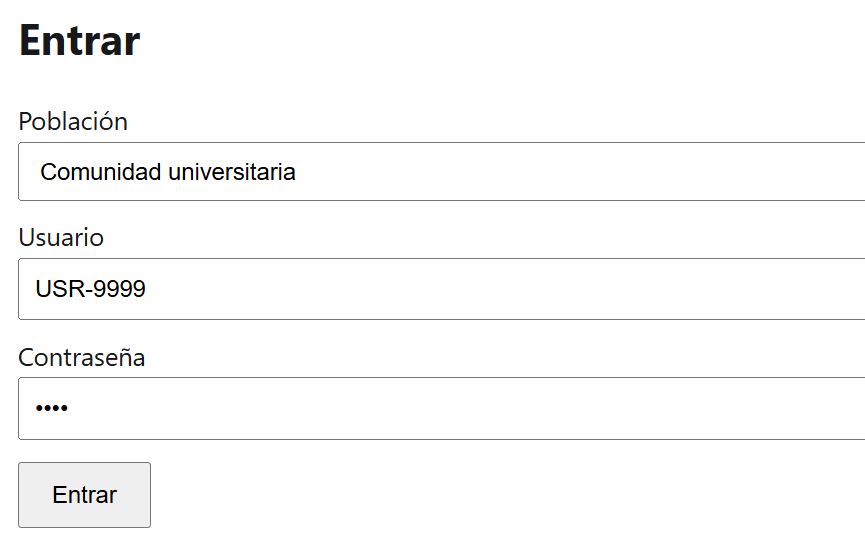 Entrar
Población
Comunidad universitaria
Usuario
USR-9999
Contraseña
••••
Entrar